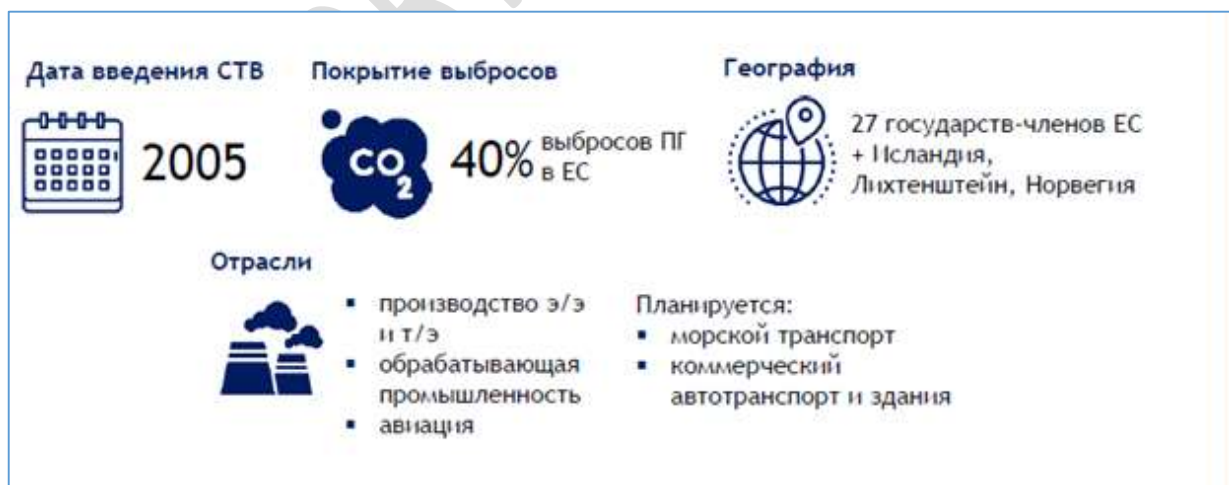 Дата введения СТВ
2005
Покрытие выбросов
CO2
40% выбросов ПГ
в ЕС
География
27 государств-членов ЕС
+ Исландия,
Лихтенштейн, Норвегия
Отрасли
▪ производство э/э
и т/э
▪ обрабатывающая
промышленность
▪ авиация
Планируется:
▪ морской транспорт
▪ коммерческий
автотранспорт и здания